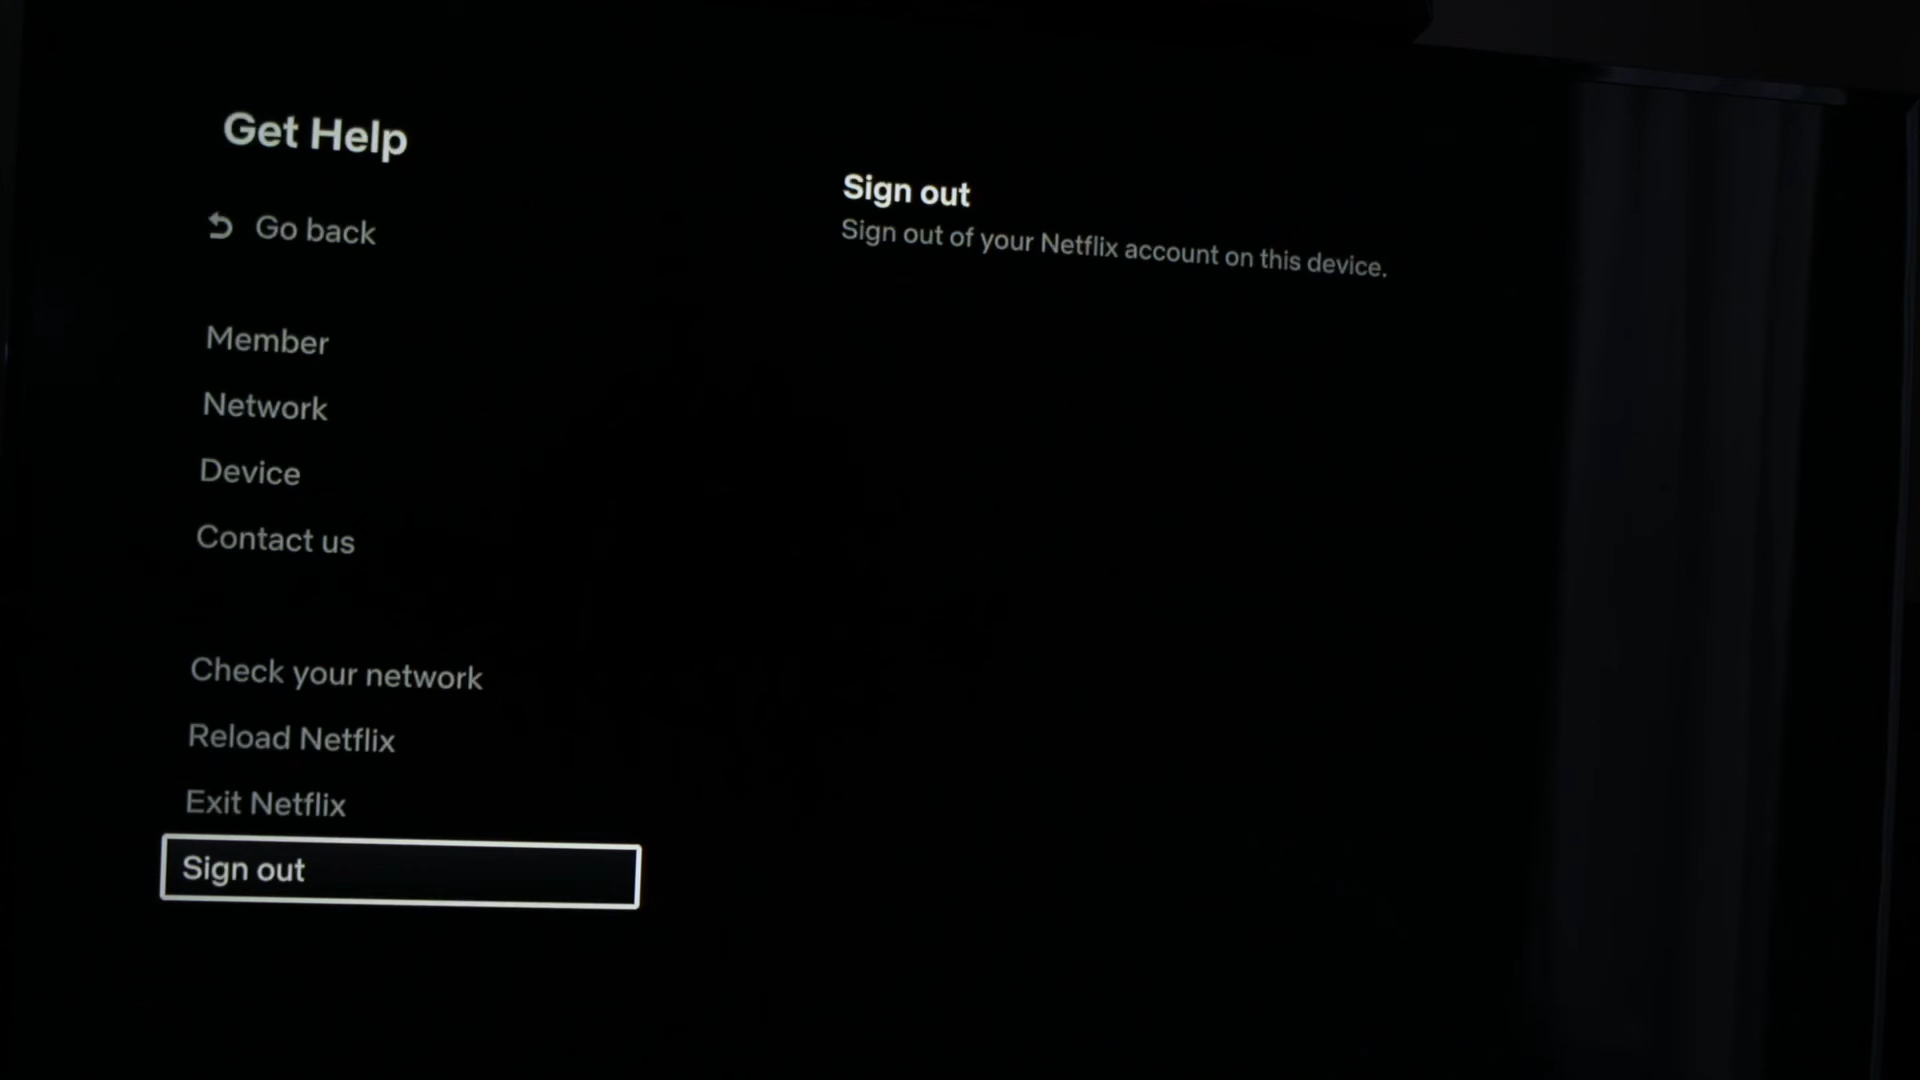 Get Help
Go back
Member
Network
Device
Contact us
Check your network
Reload Netflix
Exit Netflix
Sign out
Sign out
Sign out of your Netflix account on this device.